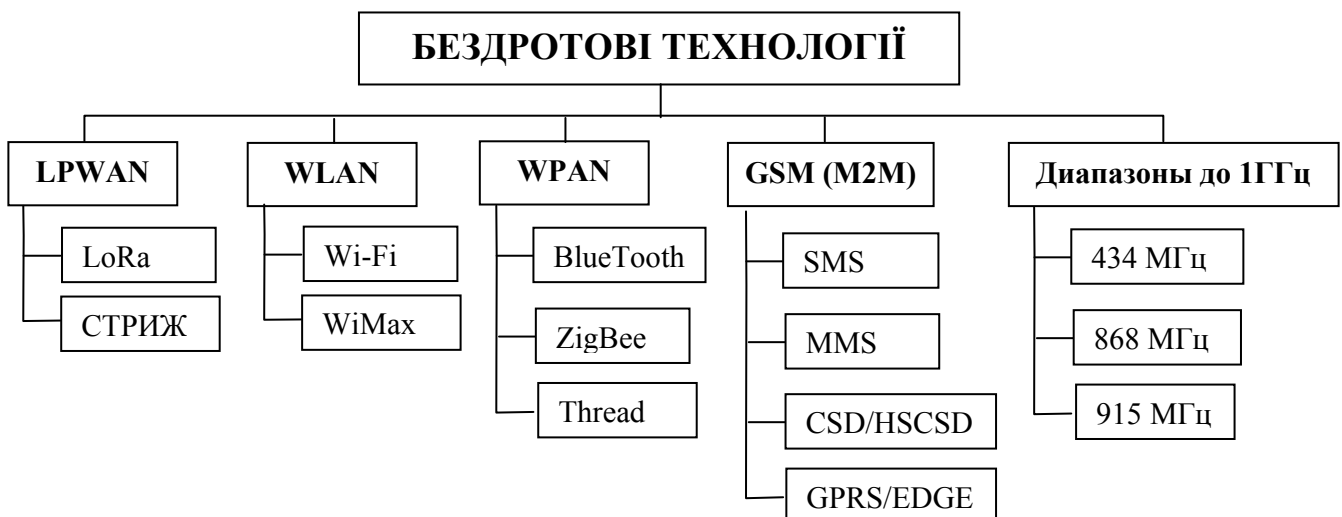 БЕЗДРОТОВІ ТЕХНОЛОГІЇ
LPWAN
LoRa
СТРИЖ
WLAN
Wi-Fi
WiMax
WPAN
BlueTooth
ZigBee
Thread
GSM (M2M)
SMS
MMS
CSD/HSCSD
GPRS/EDGE
Диапазоны до 1ГГц
434 МГц
868 МГц
915 МГц